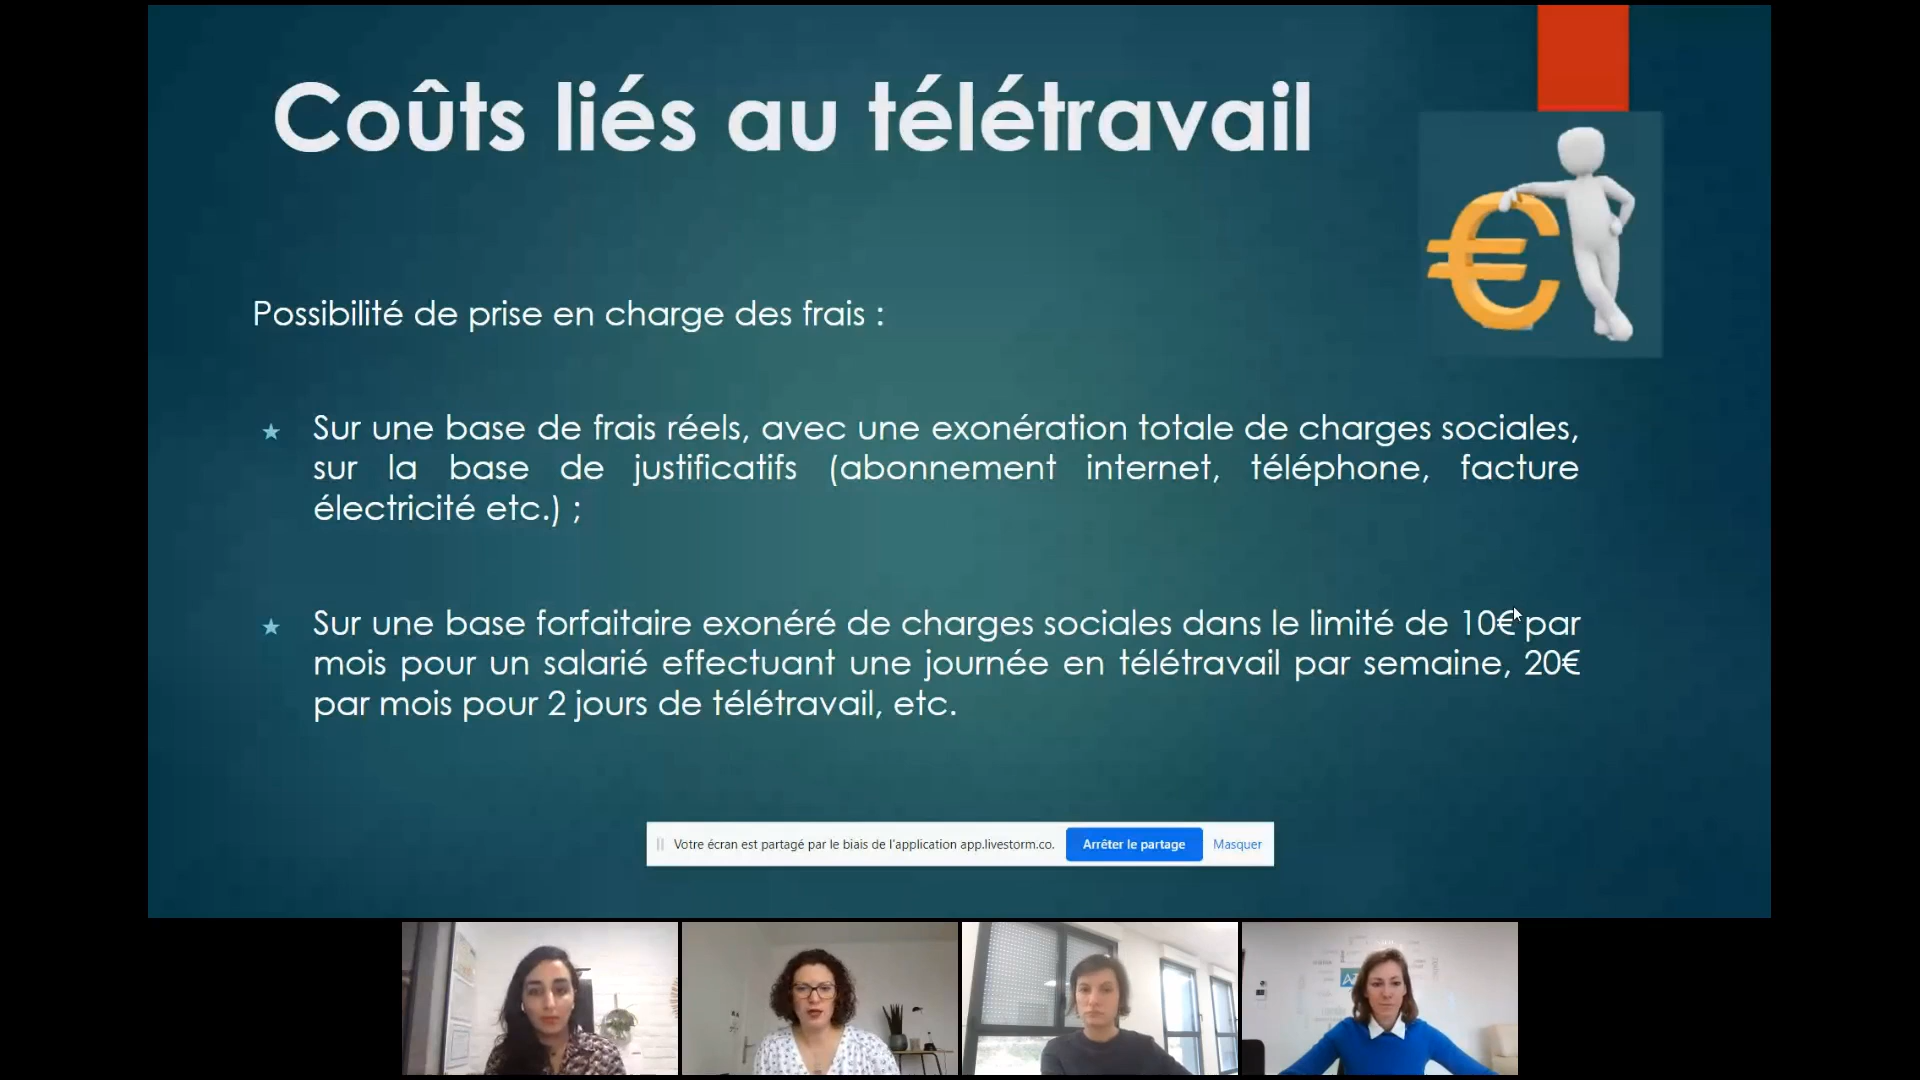 Coûts liés au télétravail
Possibilité de prise en charge des frais :
Sur une base de frais réels, avec une exonération totale de charges sociales,
sur la base de justificatifs (abonnement internet, téléphone, facture
électricité etc.) ;
Sur une base forfaitaire exonéré de charges sociales dans le limité de 10€ par
mois pour un salarié effectuant une journée en télétravail par semaine, 20€
par mois pour 2 jours de télétravail, etc.
Votre écran est partagé par le biais de l'application app.livestorm.co.
Arrêter le partage
Masquer